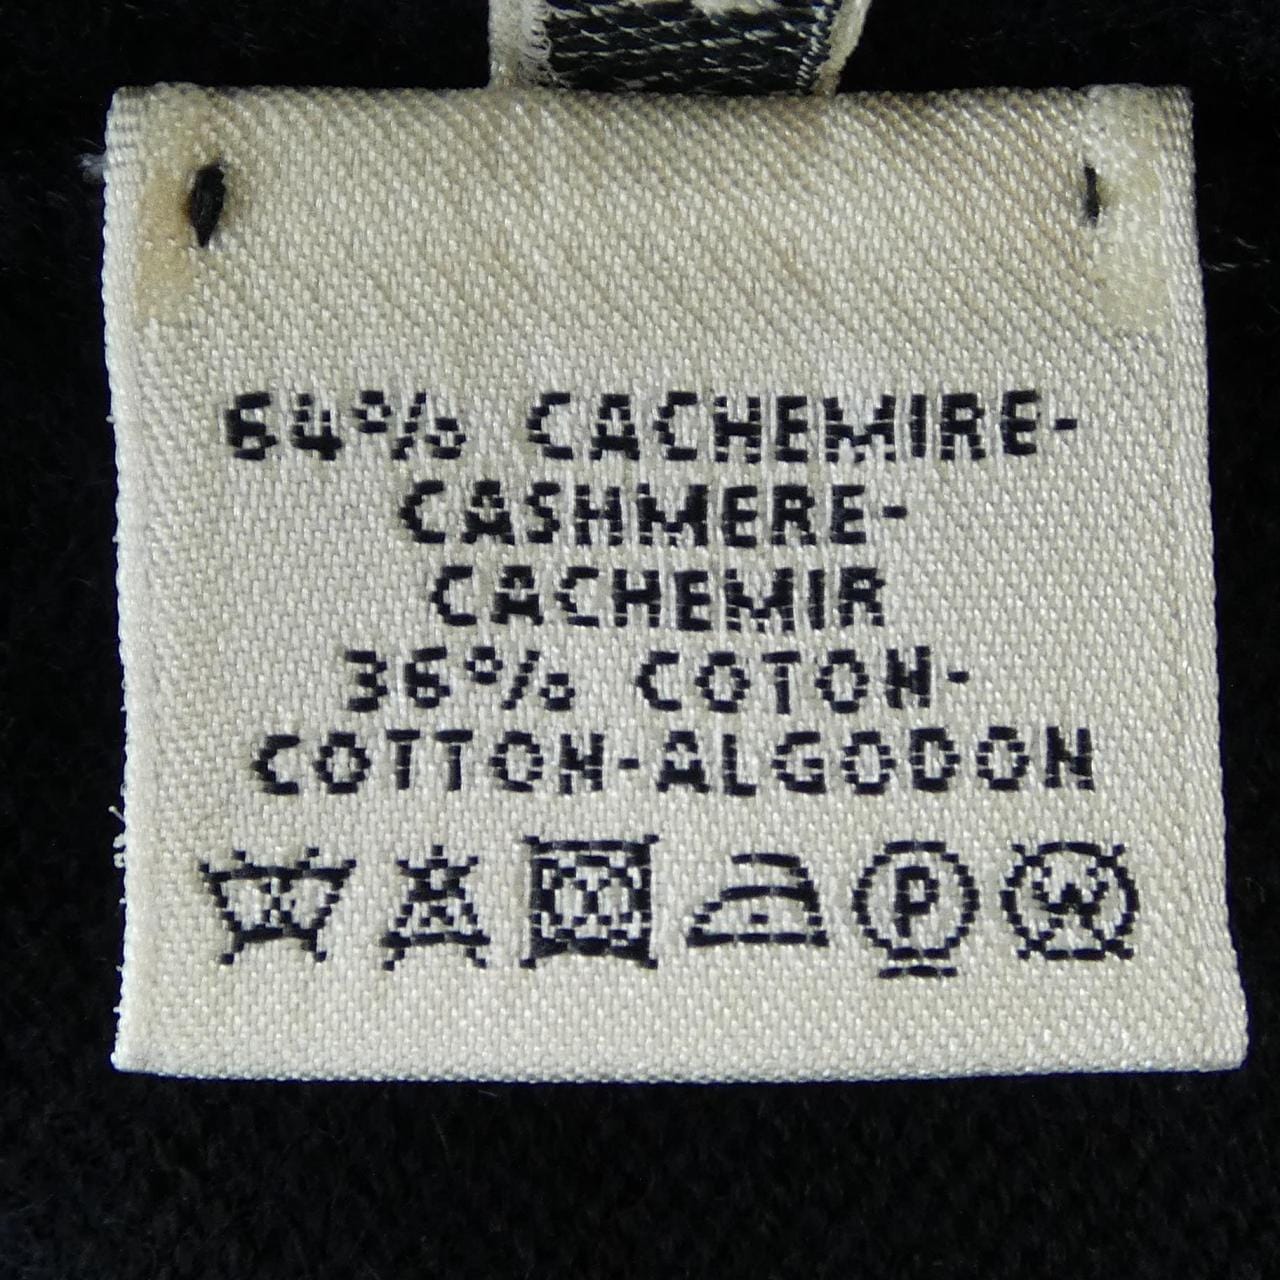 64% CACHEMIRE-
CASHMERE-
CACHEMIR
36% COTON-
COTTON-ALGODON
P W